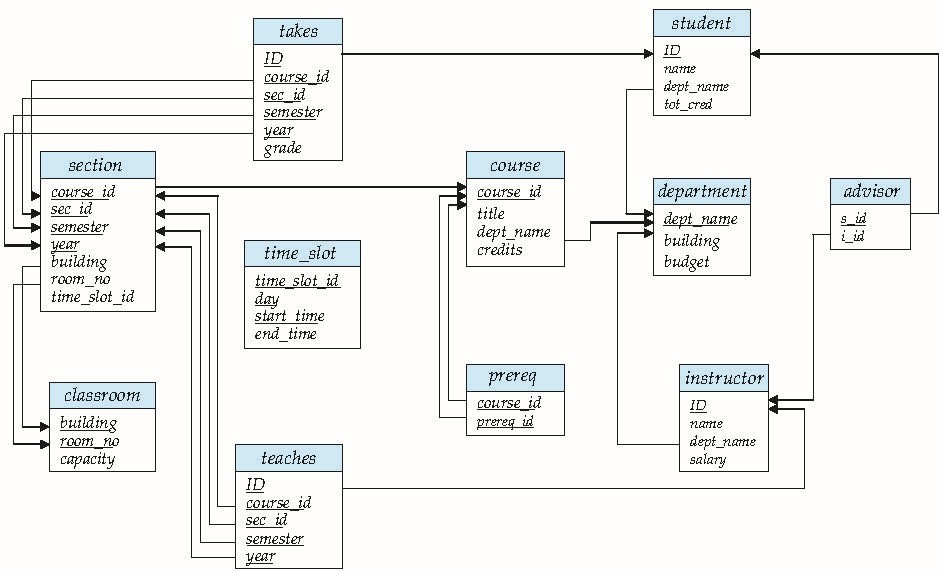 takes
ID
course_id
sec_id
semester
year
grade
student
ID
name
dept_name
tot_cred
section
course_id
sec_id
semester
year
building
room_no
time_slot_id
course
course_id
title
dept_name
credits
department
dept_name
building
budget
advisor
s_id
i_id
time_slot
time_slot_id
day
start_time
end_time
classroom
building
room_no
capacity
prereq
course_id
prereq_id
instructor
ID
name
dept_name
salary
teaches
ID
course_id
sec_id
semester
year